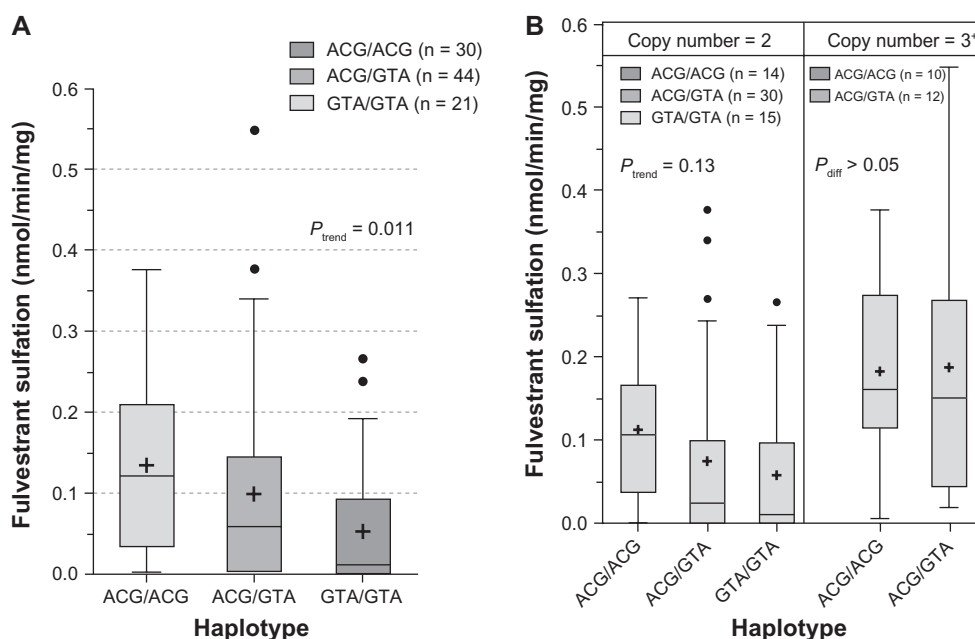 A
ACG/ACG (n = 30)
ACG/GTA (n = 44)
GTA/GTA (n = 21)
Fulvestrant sulfation (nmol/min/mg)
0.6
0.5
0.4
0.3
0.2
0.1
0.0
P trend = 0.011
ACG/ACG ACG/GTA GTA/GTA
Haplotype
B
Copy number = 2 Copy number = 3+
ACG/ACG (n = 14)
ACG/GTA (n = 30)
GTA/GTA (n = 15)
ACG/ACG (n = 10)
ACG/GTA (n = 12)
P trend = 0.13
P diff > 0.05
Fulvestrant sulfation (nmol/min/mg)
0.6
0.5
0.4
0.3
0.2
0.1
0.0
ACG/ACG ACG/GTA GTA/GTA ACG/ACG ACG/GTA
Haplotype